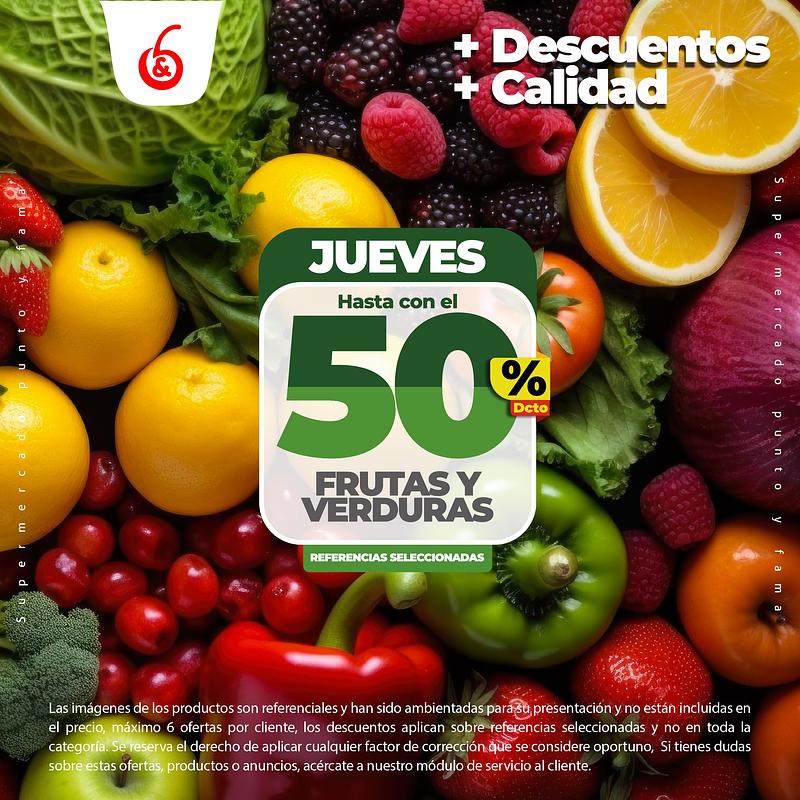 6&
+ Descuentos
+ Calidad
JUEVES
Hasta con el
50%
Dcto
FRUTAS Y
VERDURAS
REFERENCIAS SELECCIONADAS
Supermercado punto y fama
Supermercado punto y fama
Las imágenes de los productos son referenciales y han sido ambientadas para su presentación y no están incluidas en
el precio, máximo 6 ofertas por cliente, los descuentos aplican sobre referencias seleccionadas y no en toda la
categoría. Se reserva el derecho de aplicar cualquier factor de corrección que se considere oportuno, Si tienes dudas
sobre estas ofertas, productos o anuncios, acércate a nuestro módulo de servicio al cliente.